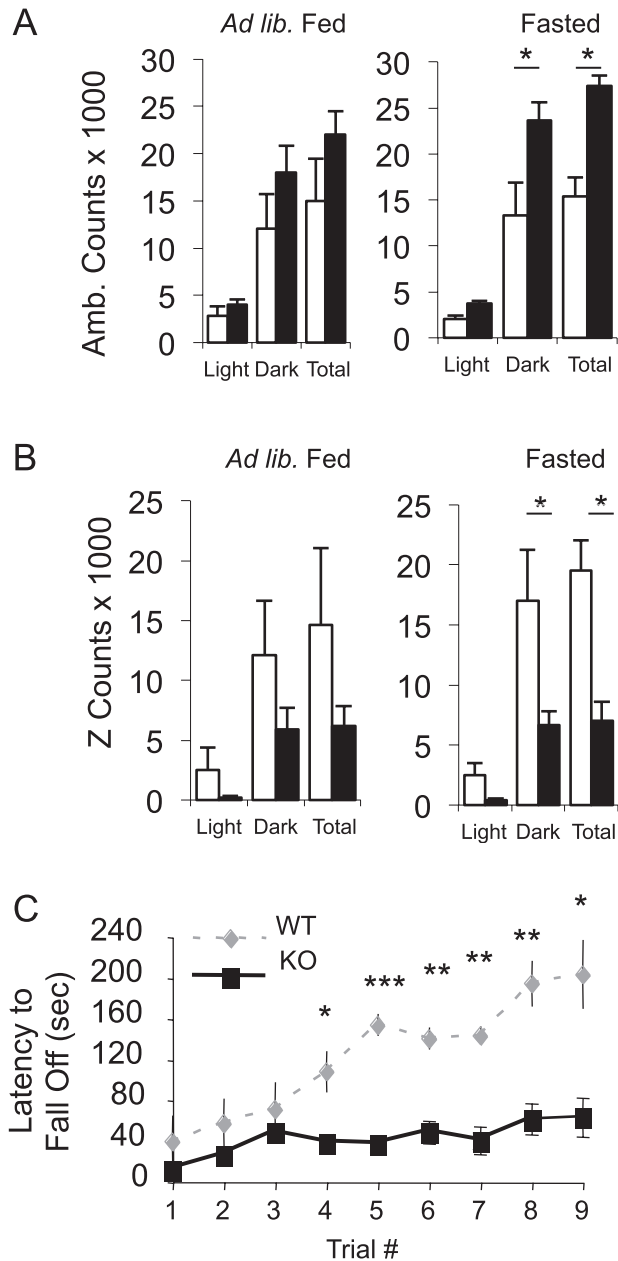 A
Ad lib. Fed
Fasted
Amb. Counts x 1000
30
25
20
15
10
5
0
Light Dark Total
30
25
20
15
10
5
0
* *
Light Dark Total
B
Ad lib. Fed
Fasted
Z Counts x 1000
25
20
15
10
5
0
Light Dark Total
25
20
15
10
5
0
* *
Light Dark Total
C
WT
KO
Latency to
Fall Off (sec)
240
200
160
120
80
40
0
* *** ** ** ** *
1 2 3 4 5 6 7 8 9
Trial #